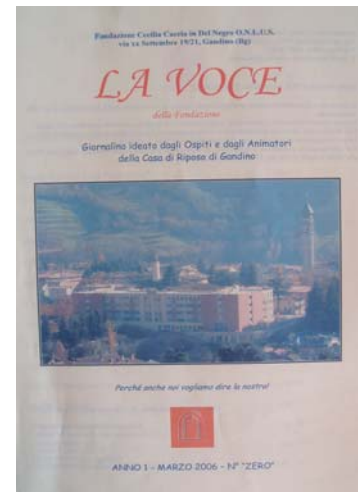 Fondazione Cecilia Caccia in Del Negro O.N.L.U.S.
via xx Settembre 19/21, Gandino (Bg)
LA VOCE
della Fondazione
Giornalino ideato dagli Ospiti e dagli Animatori
della Casa di Riposo di Gandino
Perché anche noi vogliamo dire la nostra!
ANNO 1 - MARZO 2006 - N° "ZERO"